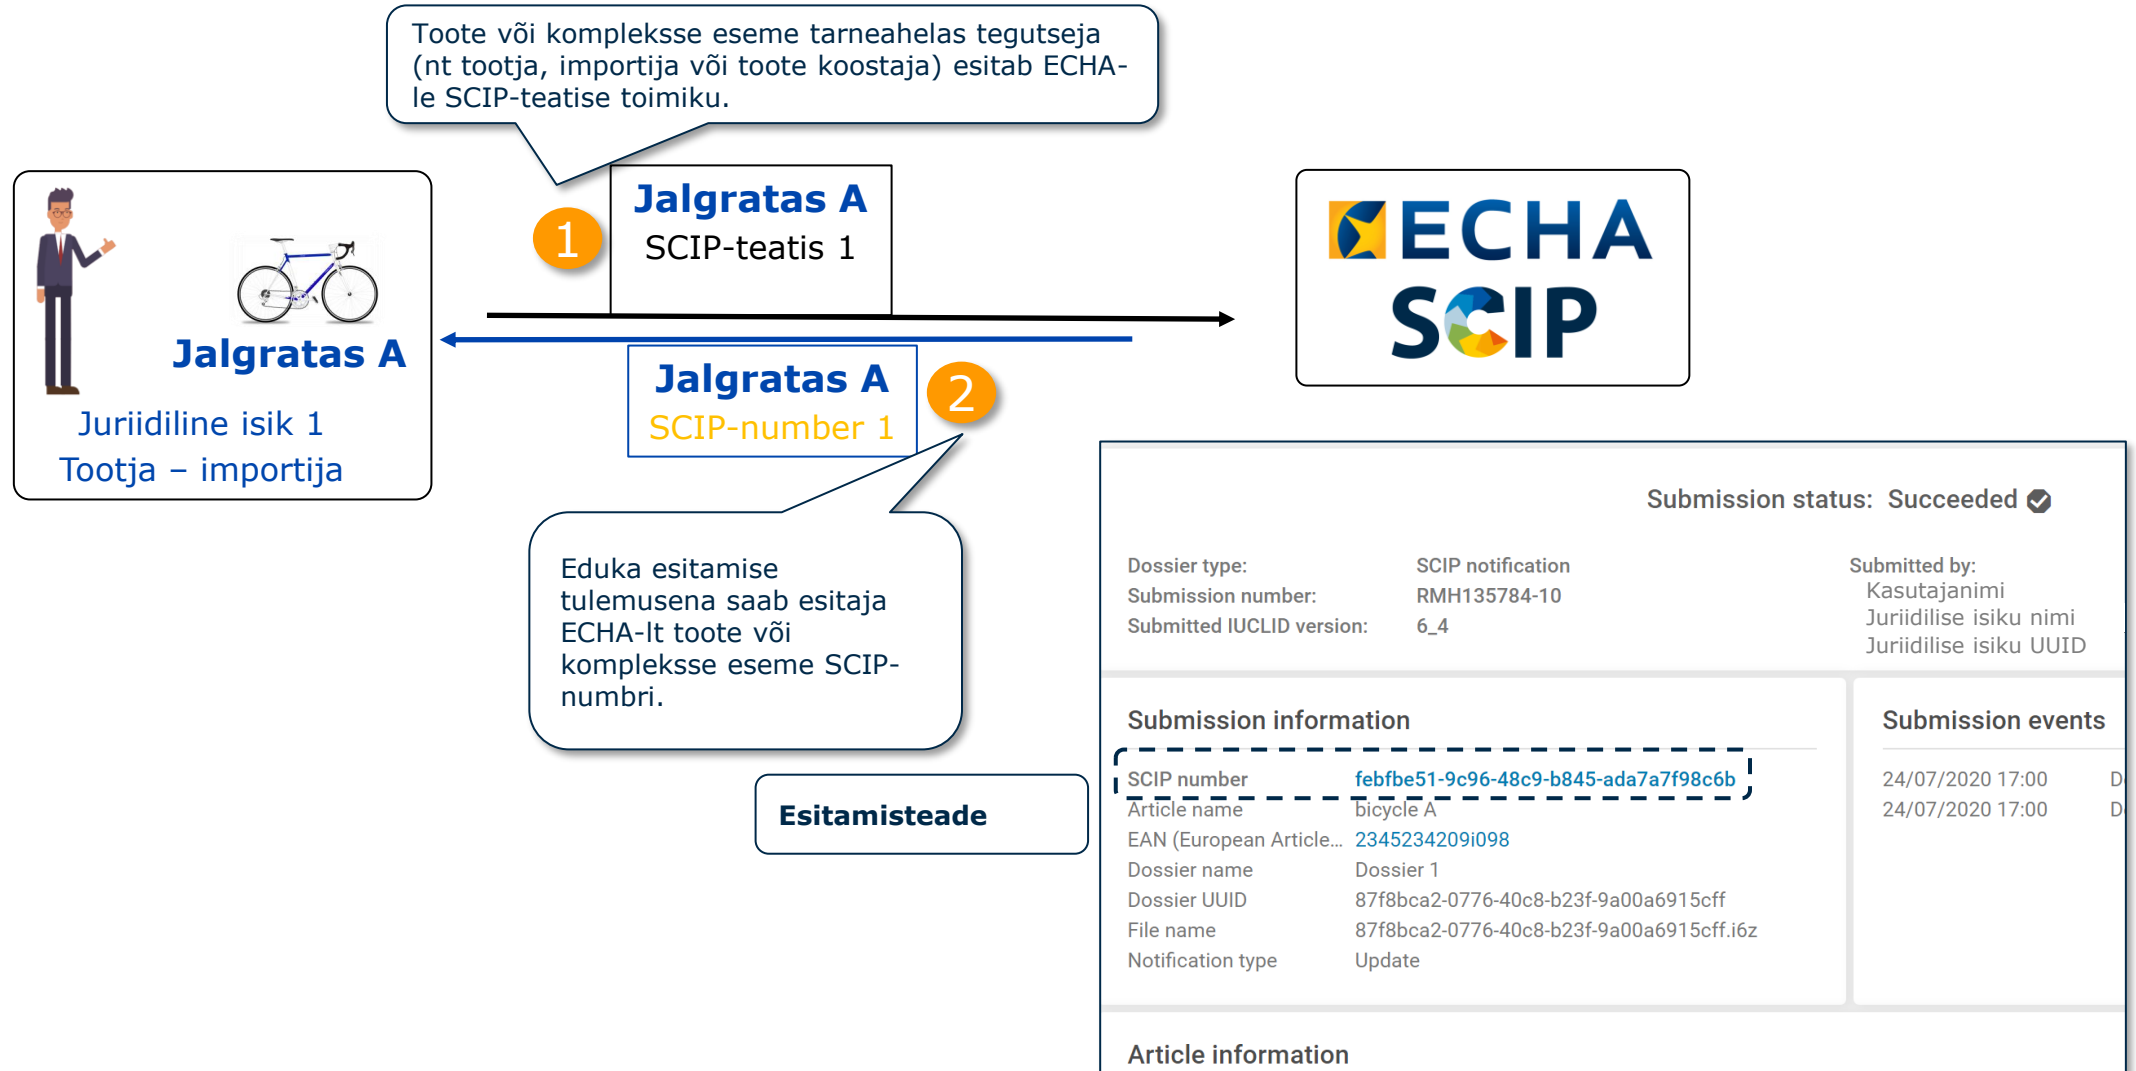 Toote või kompleksse eseme tarneahelas tegutseja
(nt tootja, importija või toote koostaja) esitab ECHA-
le SCIP-teatise toimiku.
1
Jalgratas A
SCIP-teatis 1
Jalgratas A
Juriidiline isik 1
Tootja – importija
ECHA
SCIP
Jalgratas A
SCIP-number 1
2
Eduka esitamise
tulemusena saab esitaja
ECHA-lt toote või
kompleksse eseme SCIP-
numbri.
Esitamisteade
Submission status: Succeeded
Dossier type: SCIP notification
Submission number: RMH135784-10
Submitted IUCLID version: 6_4
Submitted by:
Kasutajanimi
Juriidilise isiku nimi
Juriidilise isiku UUID
Submission information
SCIP number febfbe51-9c96-48c9-b845-ada7a7f98c6b
Article name bicycle A
EAN (European Article... 2345234209i098
Dossier name Dossier 1
Dossier UUID 87f8bca2-0776-40c8-b23f-9a00a6915cff
File name 87f8bca2-0776-40c8-b23f-9a00a6915cff.i6z
Notification type Update
Submission events
24/07/2020 17:00
24/07/2020 17:00
Article information